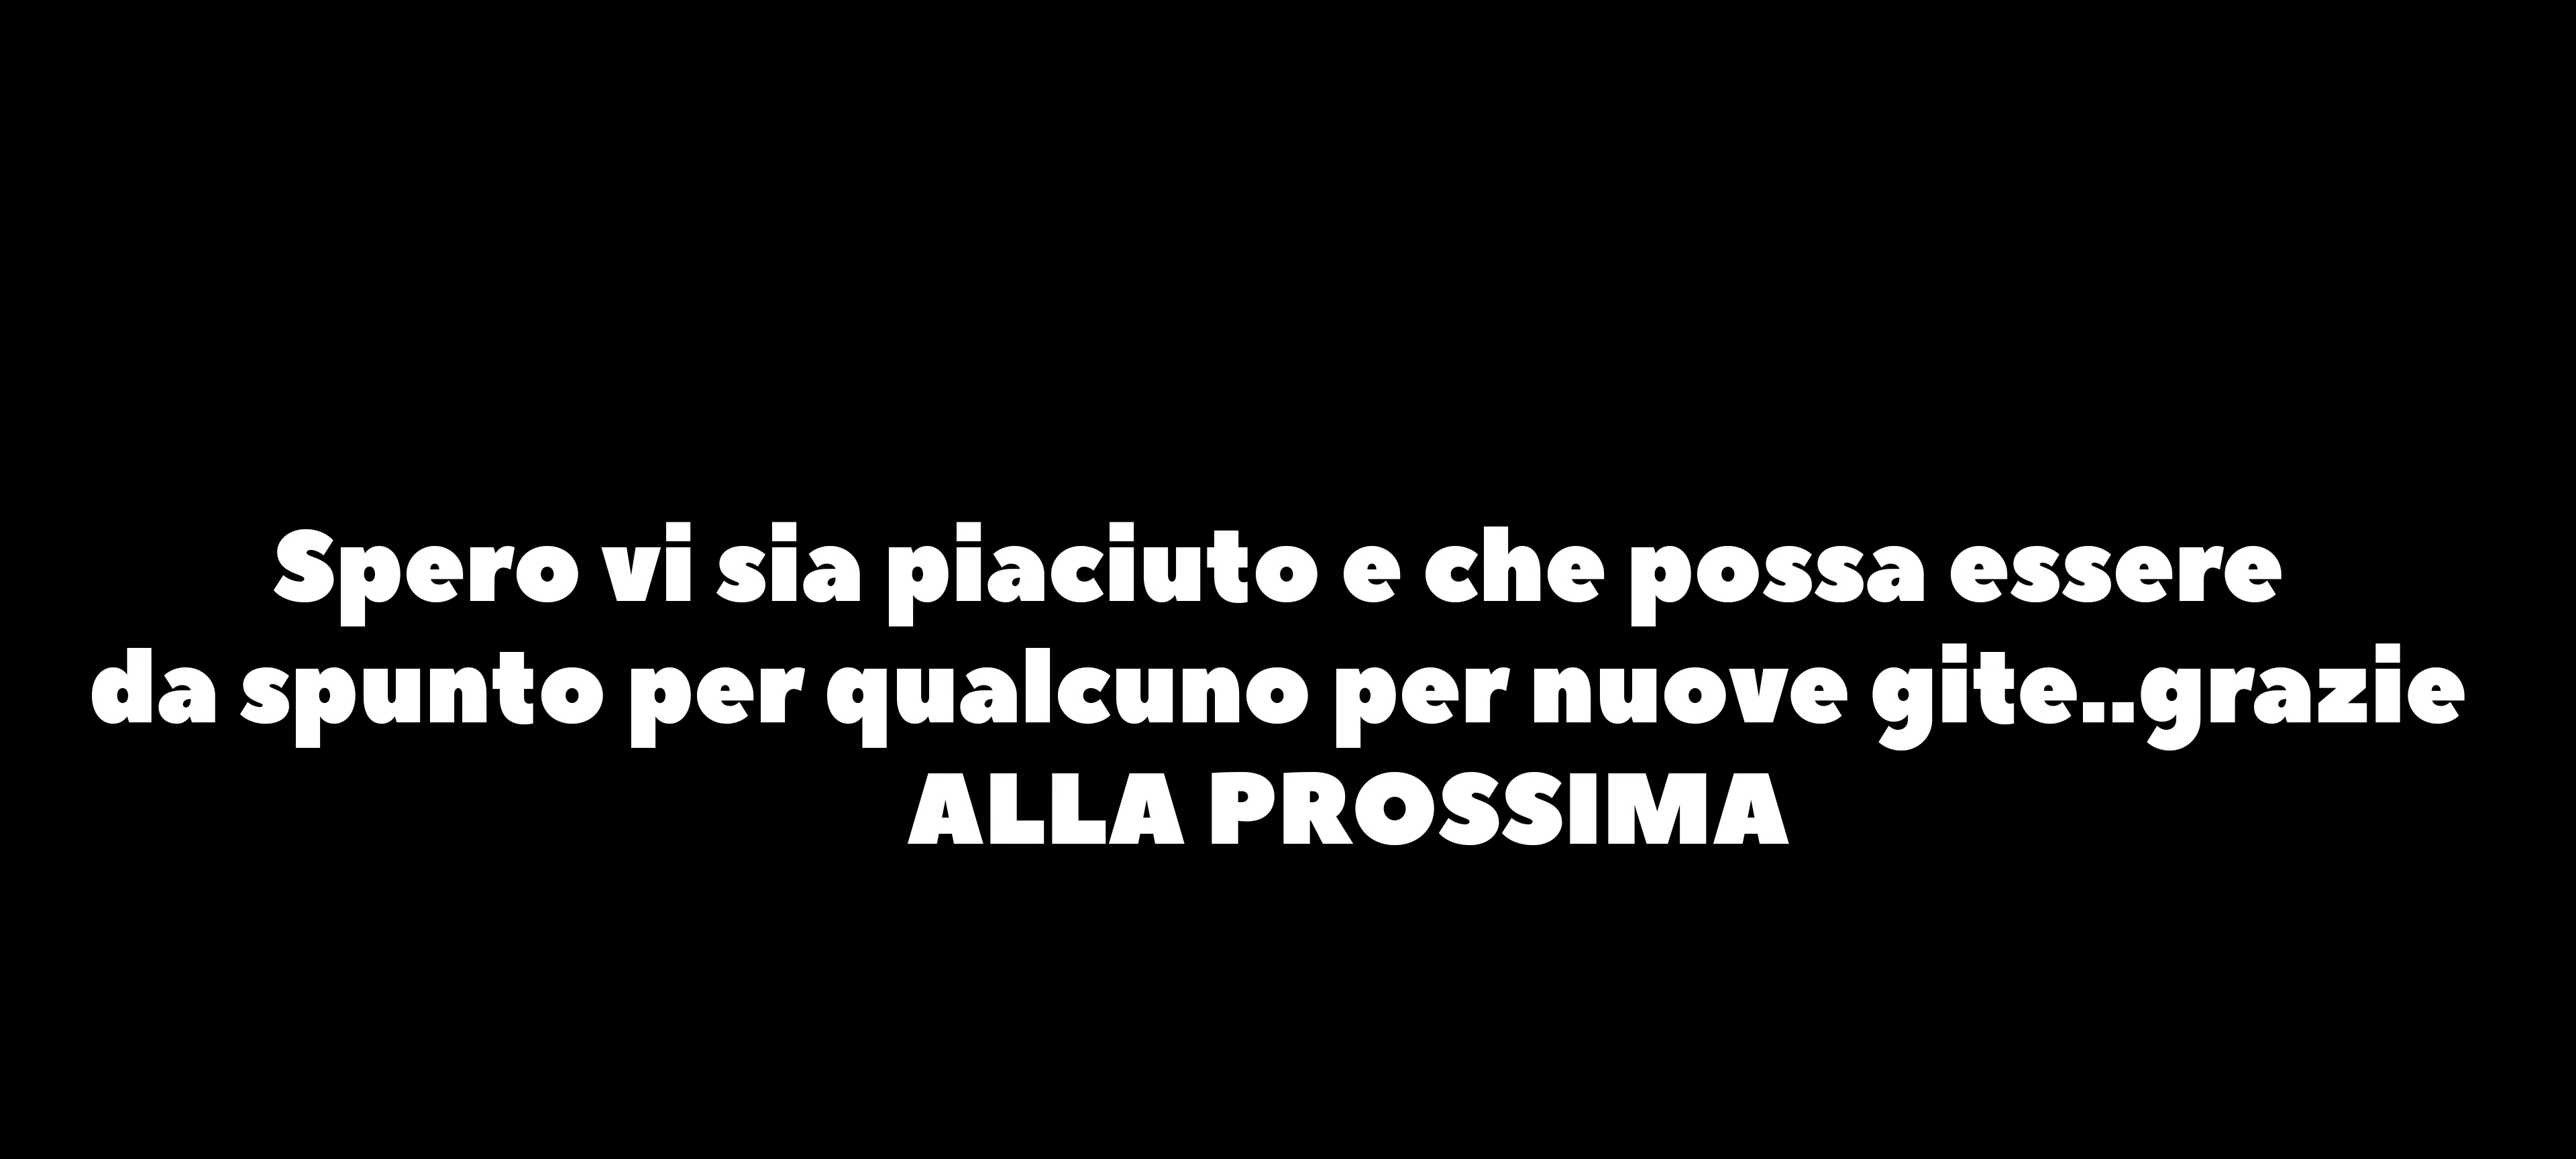 Spero vi sia piaciuto e che possa essere
da spunto per qualcuno per nuove gite..grazie
ALLA PROSSIMA